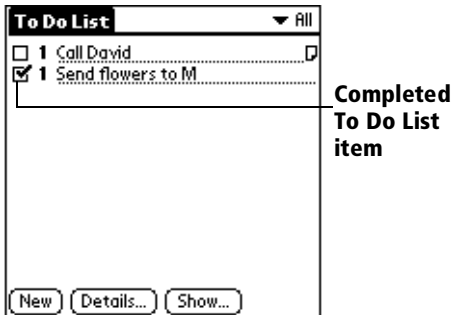 To Do List All
1 Call David
1 Send flowers to M
Completed
To Do List
item
New Details... Show...